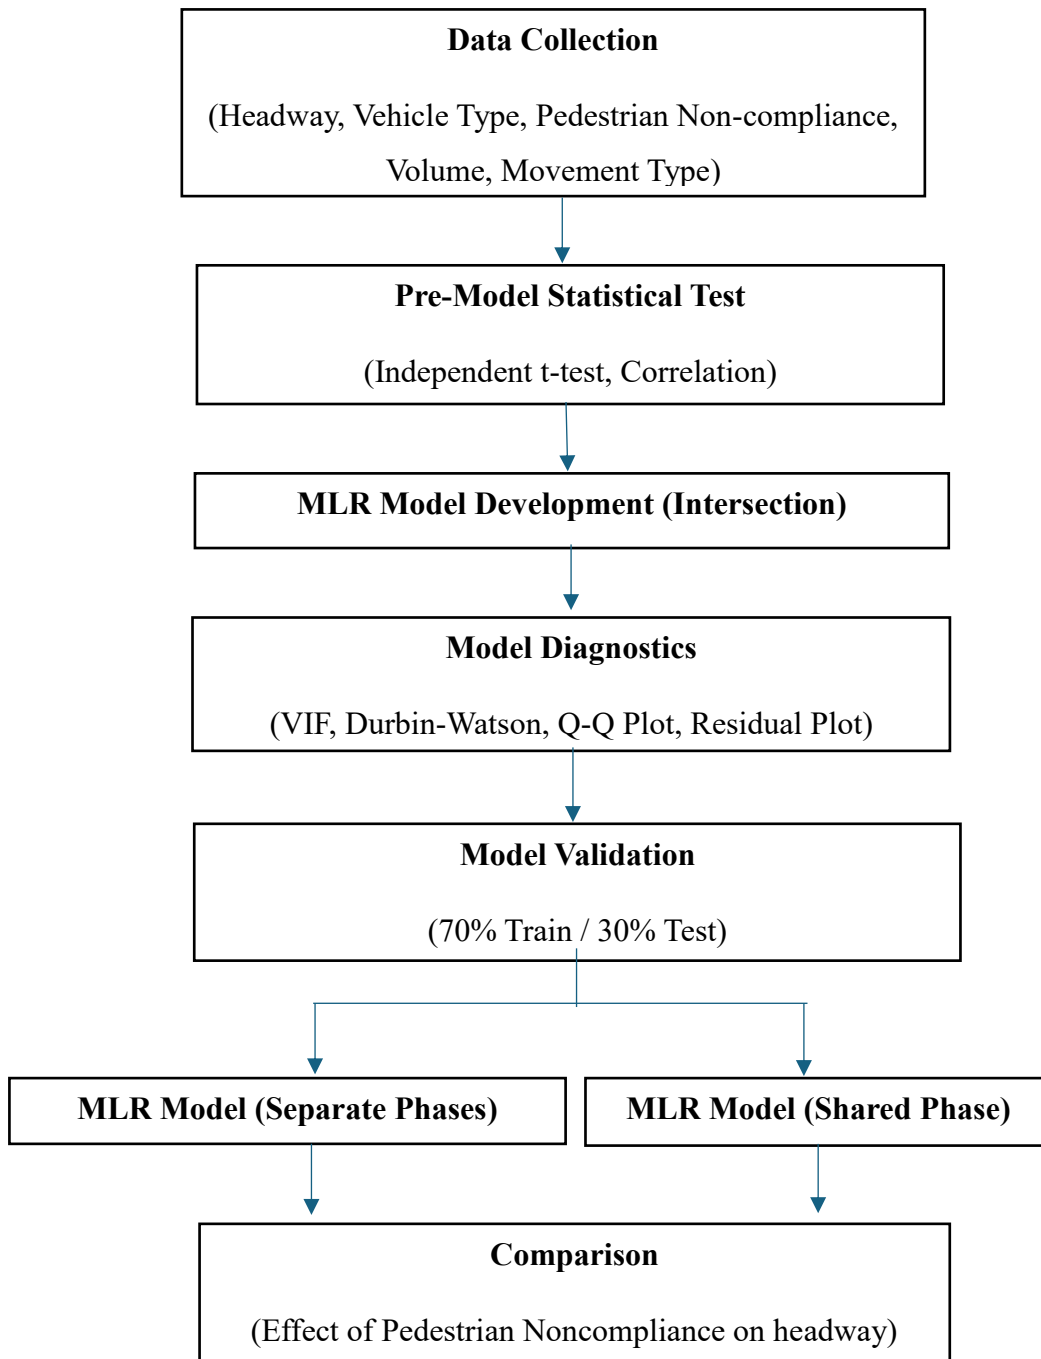 Data Collection
(Headway, Vehicle Type, Pedestrian Non-compliance,
Volume, Movement Type)
Pre-Model Statistical Test
(Independent t-test, Correlation)
MLR Model Development (Intersection)
Model Diagnostics
(VIF, Durbin-Watson, Q-Q Plot, Residual Plot)
Model Validation
(70% Train / 30% Test)
MLR Model (Separate Phases)
MLR Model (Shared Phase)
Comparison
(Effect of Pedestrian Noncompliance on headway)